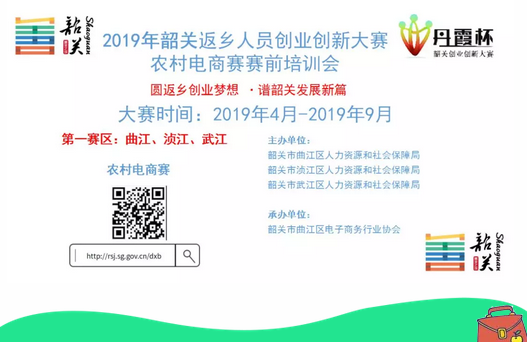 韶关
Shaoguan
2019年韶关返乡人员创业创新大赛
农村电商赛赛前培训会
丹霞杯
韶关返乡创业创新大赛
圆返乡创业梦想 ·谱韶关发展新篇
大赛时间：2019年4月-2019年9月
第一赛区：曲江、浈江、武江
农村电商赛
http://rsj.sg.gov.cn/dxb
主办单位：
韶关市曲江区人力资源和社会保障局
韶关市浈江区人力资源和社会保障局
韶关市武江区人力资源和社会保障局
承办单位：
韶关市曲江区电子商务行业协会
韶关
Shaoguan